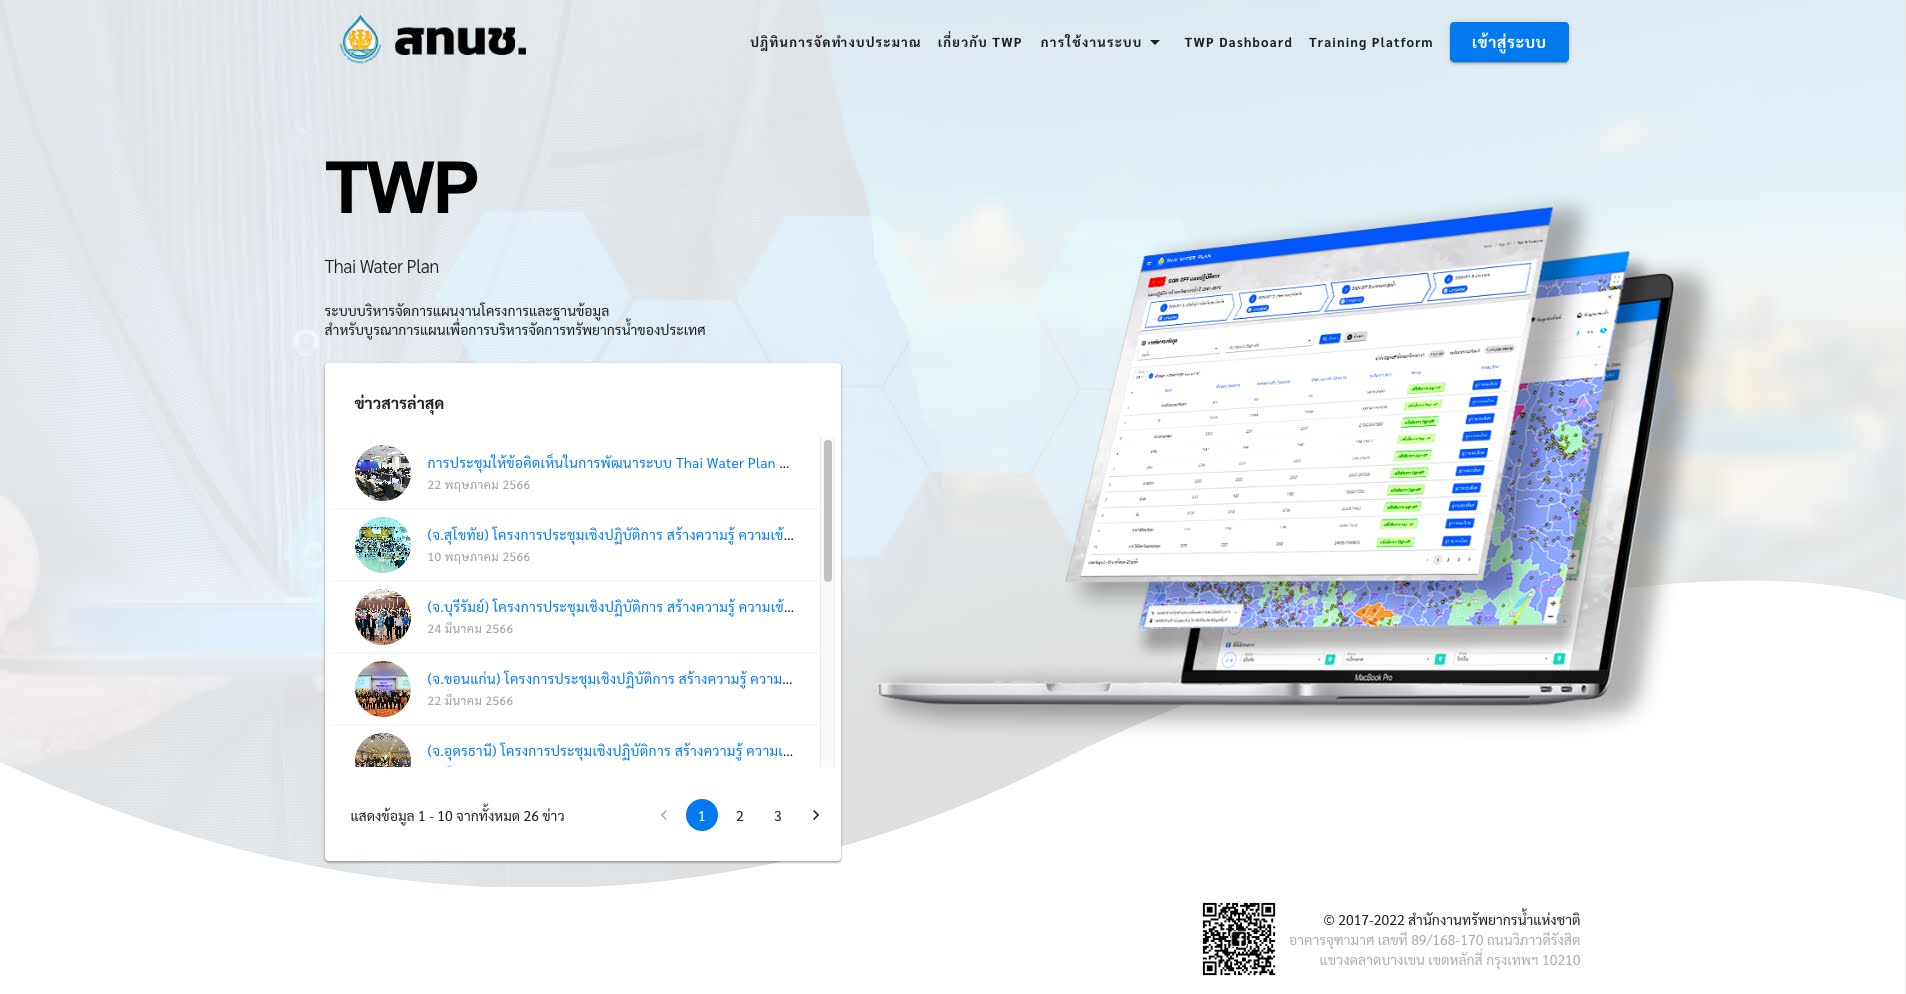 สทนช.
ปฏิทินการจัดทำงบประมาณ
เกี่ยวกับ TWP
การใช้งานระบบ
TWP Dashboard
Training Platform
เข้าสู่ระบบ
TWP
Thai Water Plan
ระบบบริหารจัดการแผนงานโครงการและฐานข้อมูล
สำหรับบูรณาการแผนเพื่อการบริหารจัดการทรัพยากรน้ำของประเทศ
ข่าวสารล่าสุด
การประชุมให้ข้อคิดเห็นในการพัฒนาระบบ Thai Water Plan ...
22 พฤษภาคม 2566
(จ.สุโขทัย) โครงการประชุมเชิงปฏิบัติการ สร้างความรู้ ความเข้...
10 พฤษภาคม 2566
(จ.บุรีรัมย์) โครงการประชุมเชิงปฏิบัติการ สร้างความรู้ ความเข้...
24 มีนาคม 2566
(จ.ขอนแก่น) โครงการประชุมเชิงปฏิบัติการ สร้างความรู้ ความ...
22 มีนาคม 2566
(จ.อุดรธานี) โครงการประชุมเชิงปฏิบัติการ สร้างความรู้ ความเ...
แสดงข้อมูล 1 - 10 จากทั้งหมด 26 ข่าว
1 2 3
THAI WATER PLAN
MacBook Pro
© 2017-2022 สำนักงานทรัพยากรน้ำแห่งชาติ
อาคารจุฑามาศ เลขที่ 89/168-170 ถนนวิภาวดีรังสิต
แขวงตลาดบางเขน เขตหลักสี่ กรุงเทพฯ 10210